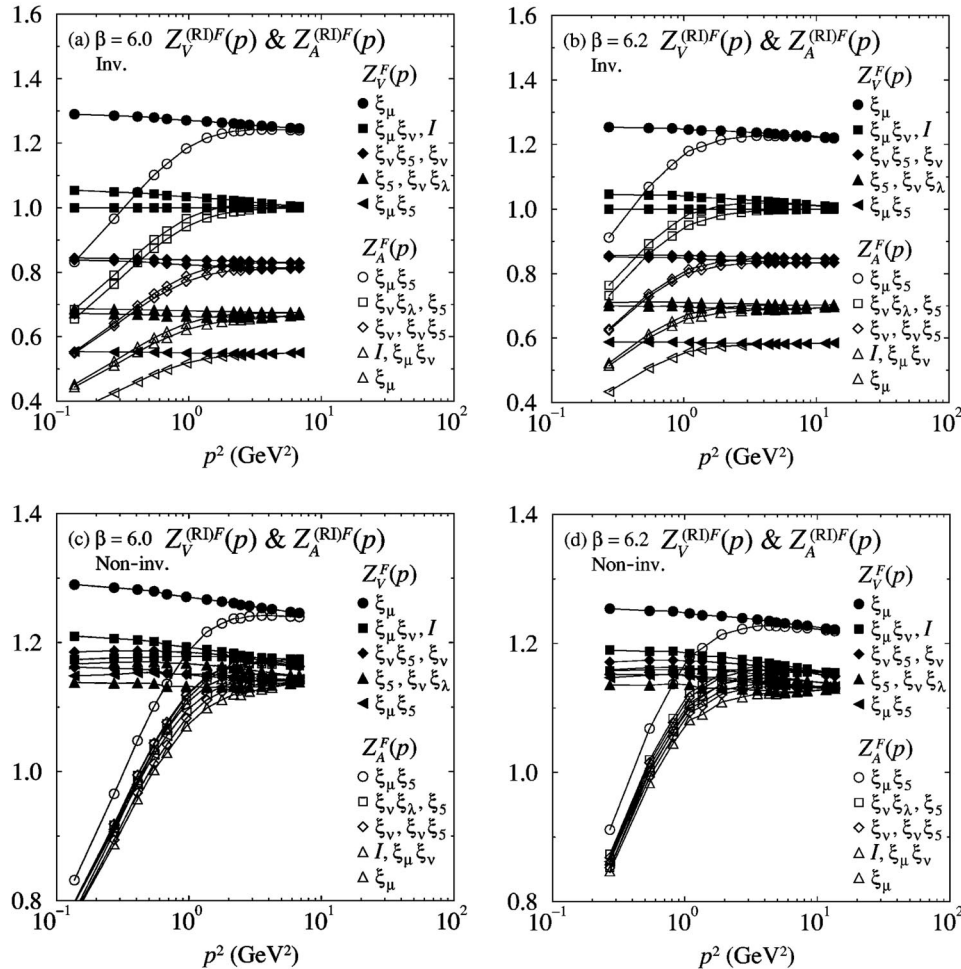 (a) β = 6.0 Z_V^(RI)F(p) & Z_A^(RI)F(p)
Inv.
Z_V^F(p)
ξ_μ
ξ_μξ_ν, I
ξ_νξ_5, ξ_ν
ξ_5, ξ_νξ_λ
ξ_μξ_5
Z_A^F(p)
ξ_μξ_5
ξ_νξ_λ, ξ_5
ξ_ν, ξ_νξ_5
I, ξ_μξ_ν
ξ_μ
1.6
1.4
1.2
1.0
0.8
0.6
0.4
10^−1 10^0 10^1 10^2
p^2 (GeV^2)
(b) β = 6.2 Z_V^(RI)F(p) & Z_A^(RI)F(p)
Inv.
Z_V^F(p)
ξ_μ
ξ_μξ_ν, I
ξ_νξ_5, ξ_ν
ξ_5, ξ_νξ_λ
ξ_μξ_5
Z_A^F(p)
ξ_μξ_5
ξ_νξ_λ, ξ_5
ξ_ν, ξ_νξ_5
I, ξ_μξ_ν
ξ_μ
1.6
1.4
1.2
1.0
0.8
0.6
0.4
10^−1 10^0 10^1 10^2
p^2 (GeV^2)
(c) β = 6.0 Z_V^(RI)F(p) & Z_A^(RI)F(p)
Non-inv.
Z_V^F(p)
ξ_μ
ξ_μξ_ν, I
ξ_νξ_5, ξ_ν
ξ_5, ξ_νξ_λ
ξ_μξ_5
Z_A^F(p)
ξ_μξ_5
ξ_νξ_λ, ξ_5
ξ_ν, ξ_νξ_5
I, ξ_μξ_ν
ξ_μ
1.4
1.2
1.0
0.8
10^−1 10^0 10^1 10^2
p^2 (GeV^2)
(d) β = 6.2 Z_V^(RI)F(p) & Z_A^(RI)F(p)
Non-inv.
Z_V^F(p)
ξ_μ
ξ_μξ_ν, I
ξ_νξ_5, ξ_ν
ξ_5, ξ_νξ_λ
ξ_μξ_5
Z_A^F(p)
ξ_μξ_5
ξ_νξ_λ, ξ_5
ξ_ν, ξ_νξ_5
I, ξ_μξ_ν
ξ_μ
1.4
1.2
1.0
0.8
10^−1 10^0 10^1 10^2
p^2 (GeV^2)